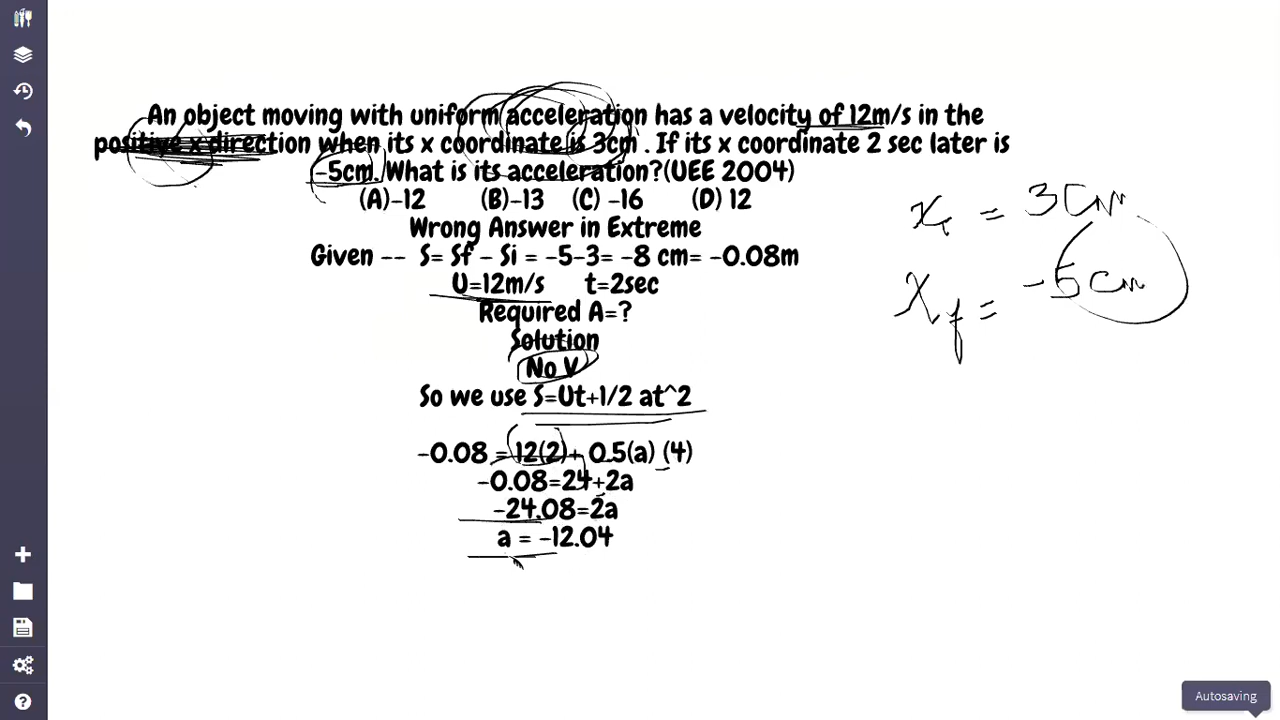 An object moving with uniform acceleration has a velocity of 12m/s in the
positive x direction when its x coordinate is 3cm . If its x coordinate 2 sec later is
-5cm. What is its acceleration?(UEE 2004)
(A)-12 (B)-13 (C) -16 (D) 12
Wrong Answer in Extreme
Given -- S= Sf - Si = -5-3= -8 cm= -0.08m
U=12m/s t=2sec
Required A=?
Solution
No V
So we use S=Ut+1/2 at^2
-0.08 = 12(2)+ 0.5(a) (4)
-0.08=24+2a
-24.08=2a
a = -12.04
xi = 3cm
xf = -5cm
Autosaving